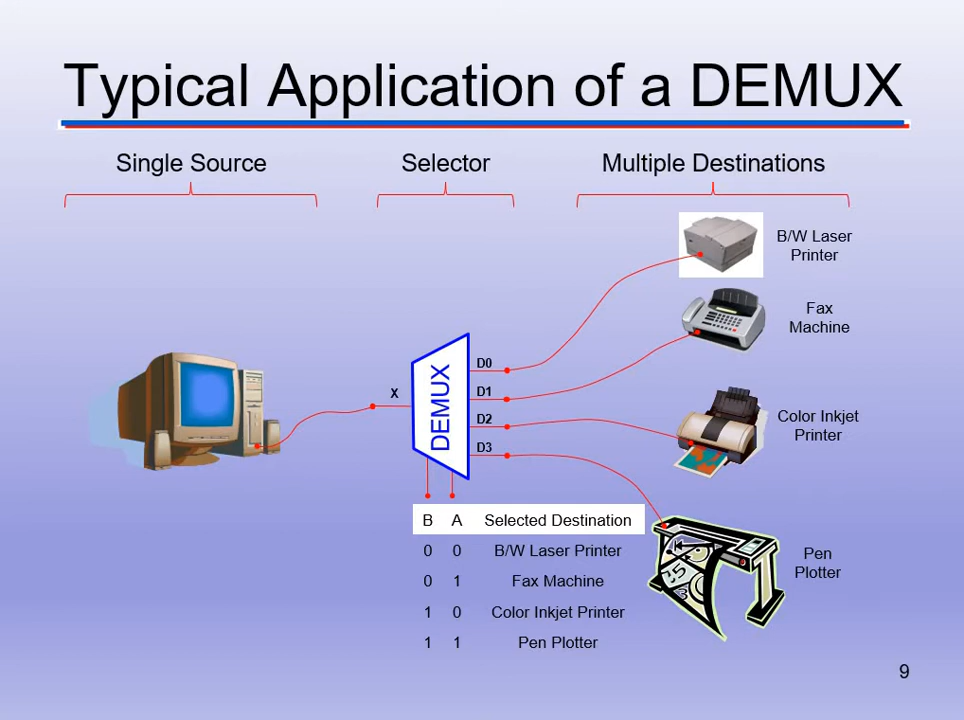 Typical Application of a DEMUX
Single Source
Selector
Multiple Destinations
B/W Laser
Printer
Fax
Machine
Color Inkjet
Printer
Pen
Plotter
X
DEMUX
D0
D1
D2
D3
B A Selected Destination
0 0 B/W Laser Printer
0 1 Fax Machine
1 0 Color Inkjet Printer
1 1 Pen Plotter
9